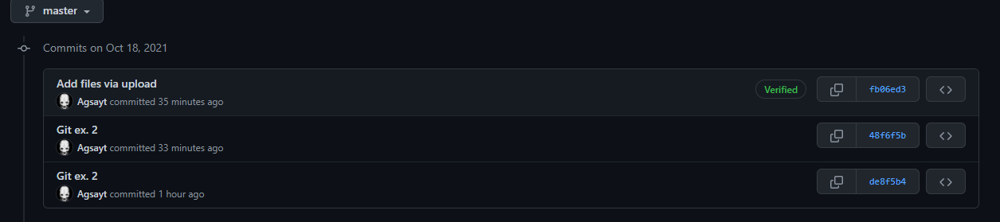 master
Commits on Oct 18, 2021
Add files via upload
Agsayt committed 35 minutes ago
Verified
fb06ed3
Git ex. 2
Agsayt committed 33 minutes ago
48f6f5b
Git ex. 2
Agsayt committed 1 hour ago
de8f5b4